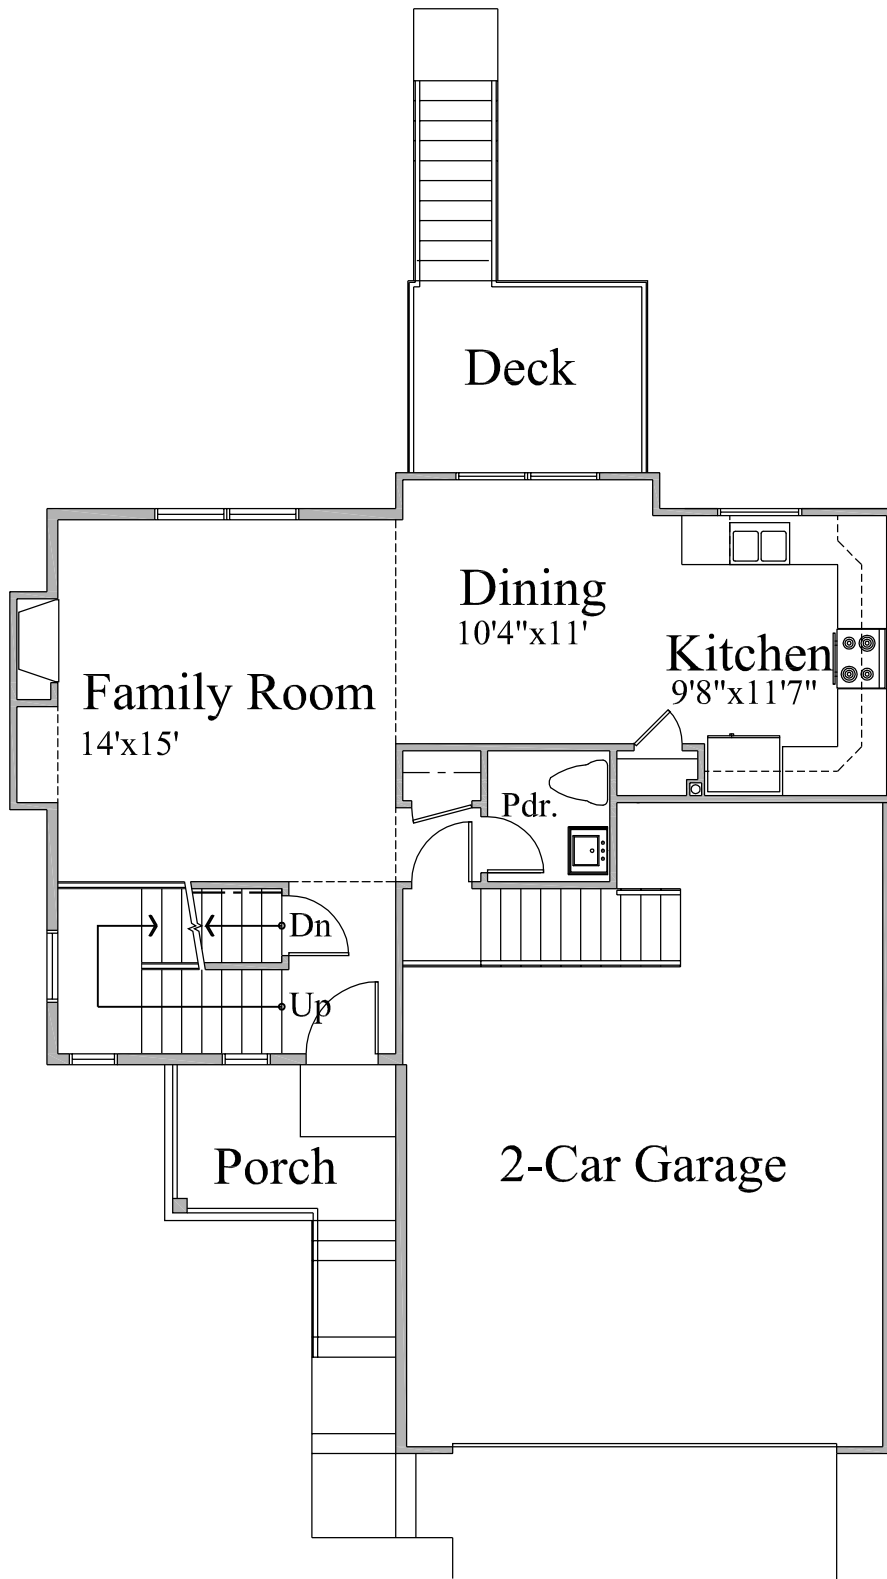 Deck
Dining
10'4"x11'
Kitchen
9'8"x11'7"
Family Room
14'x15'
Pdr.
Dn
Up
Porch
2-Car Garage